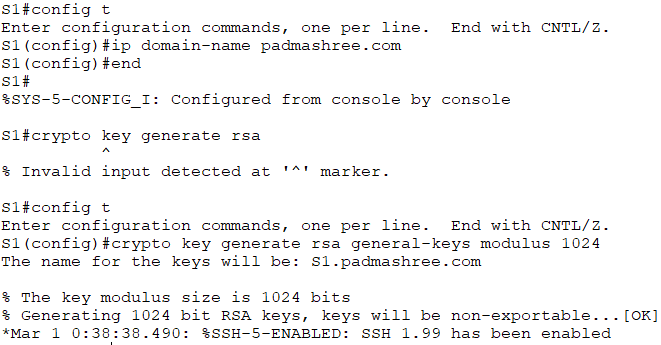 S1#config t
Enter configuration commands, one per line.  End with CNTL/Z.
S1(config)#ip domain-name padmashree.com
S1(config)#end
S1#
%SYS-5-CONFIG_I: Configured from console by console
S1#crypto key generate rsa
^
% Invalid input detected at '^' marker.
S1#config t
Enter configuration commands, one per line.  End with CNTL/Z.
S1(config)#crypto key generate rsa general-keys modulus 1024
The name for the keys will be: S1.padmashree.com
% The key modulus size is 1024 bits
% Generating 1024 bit RSA keys, keys will be non-exportable...[OK]
*Mar 1 0:38:38.490: %SSH-5-ENABLED: SSH 1.99 has been enabled